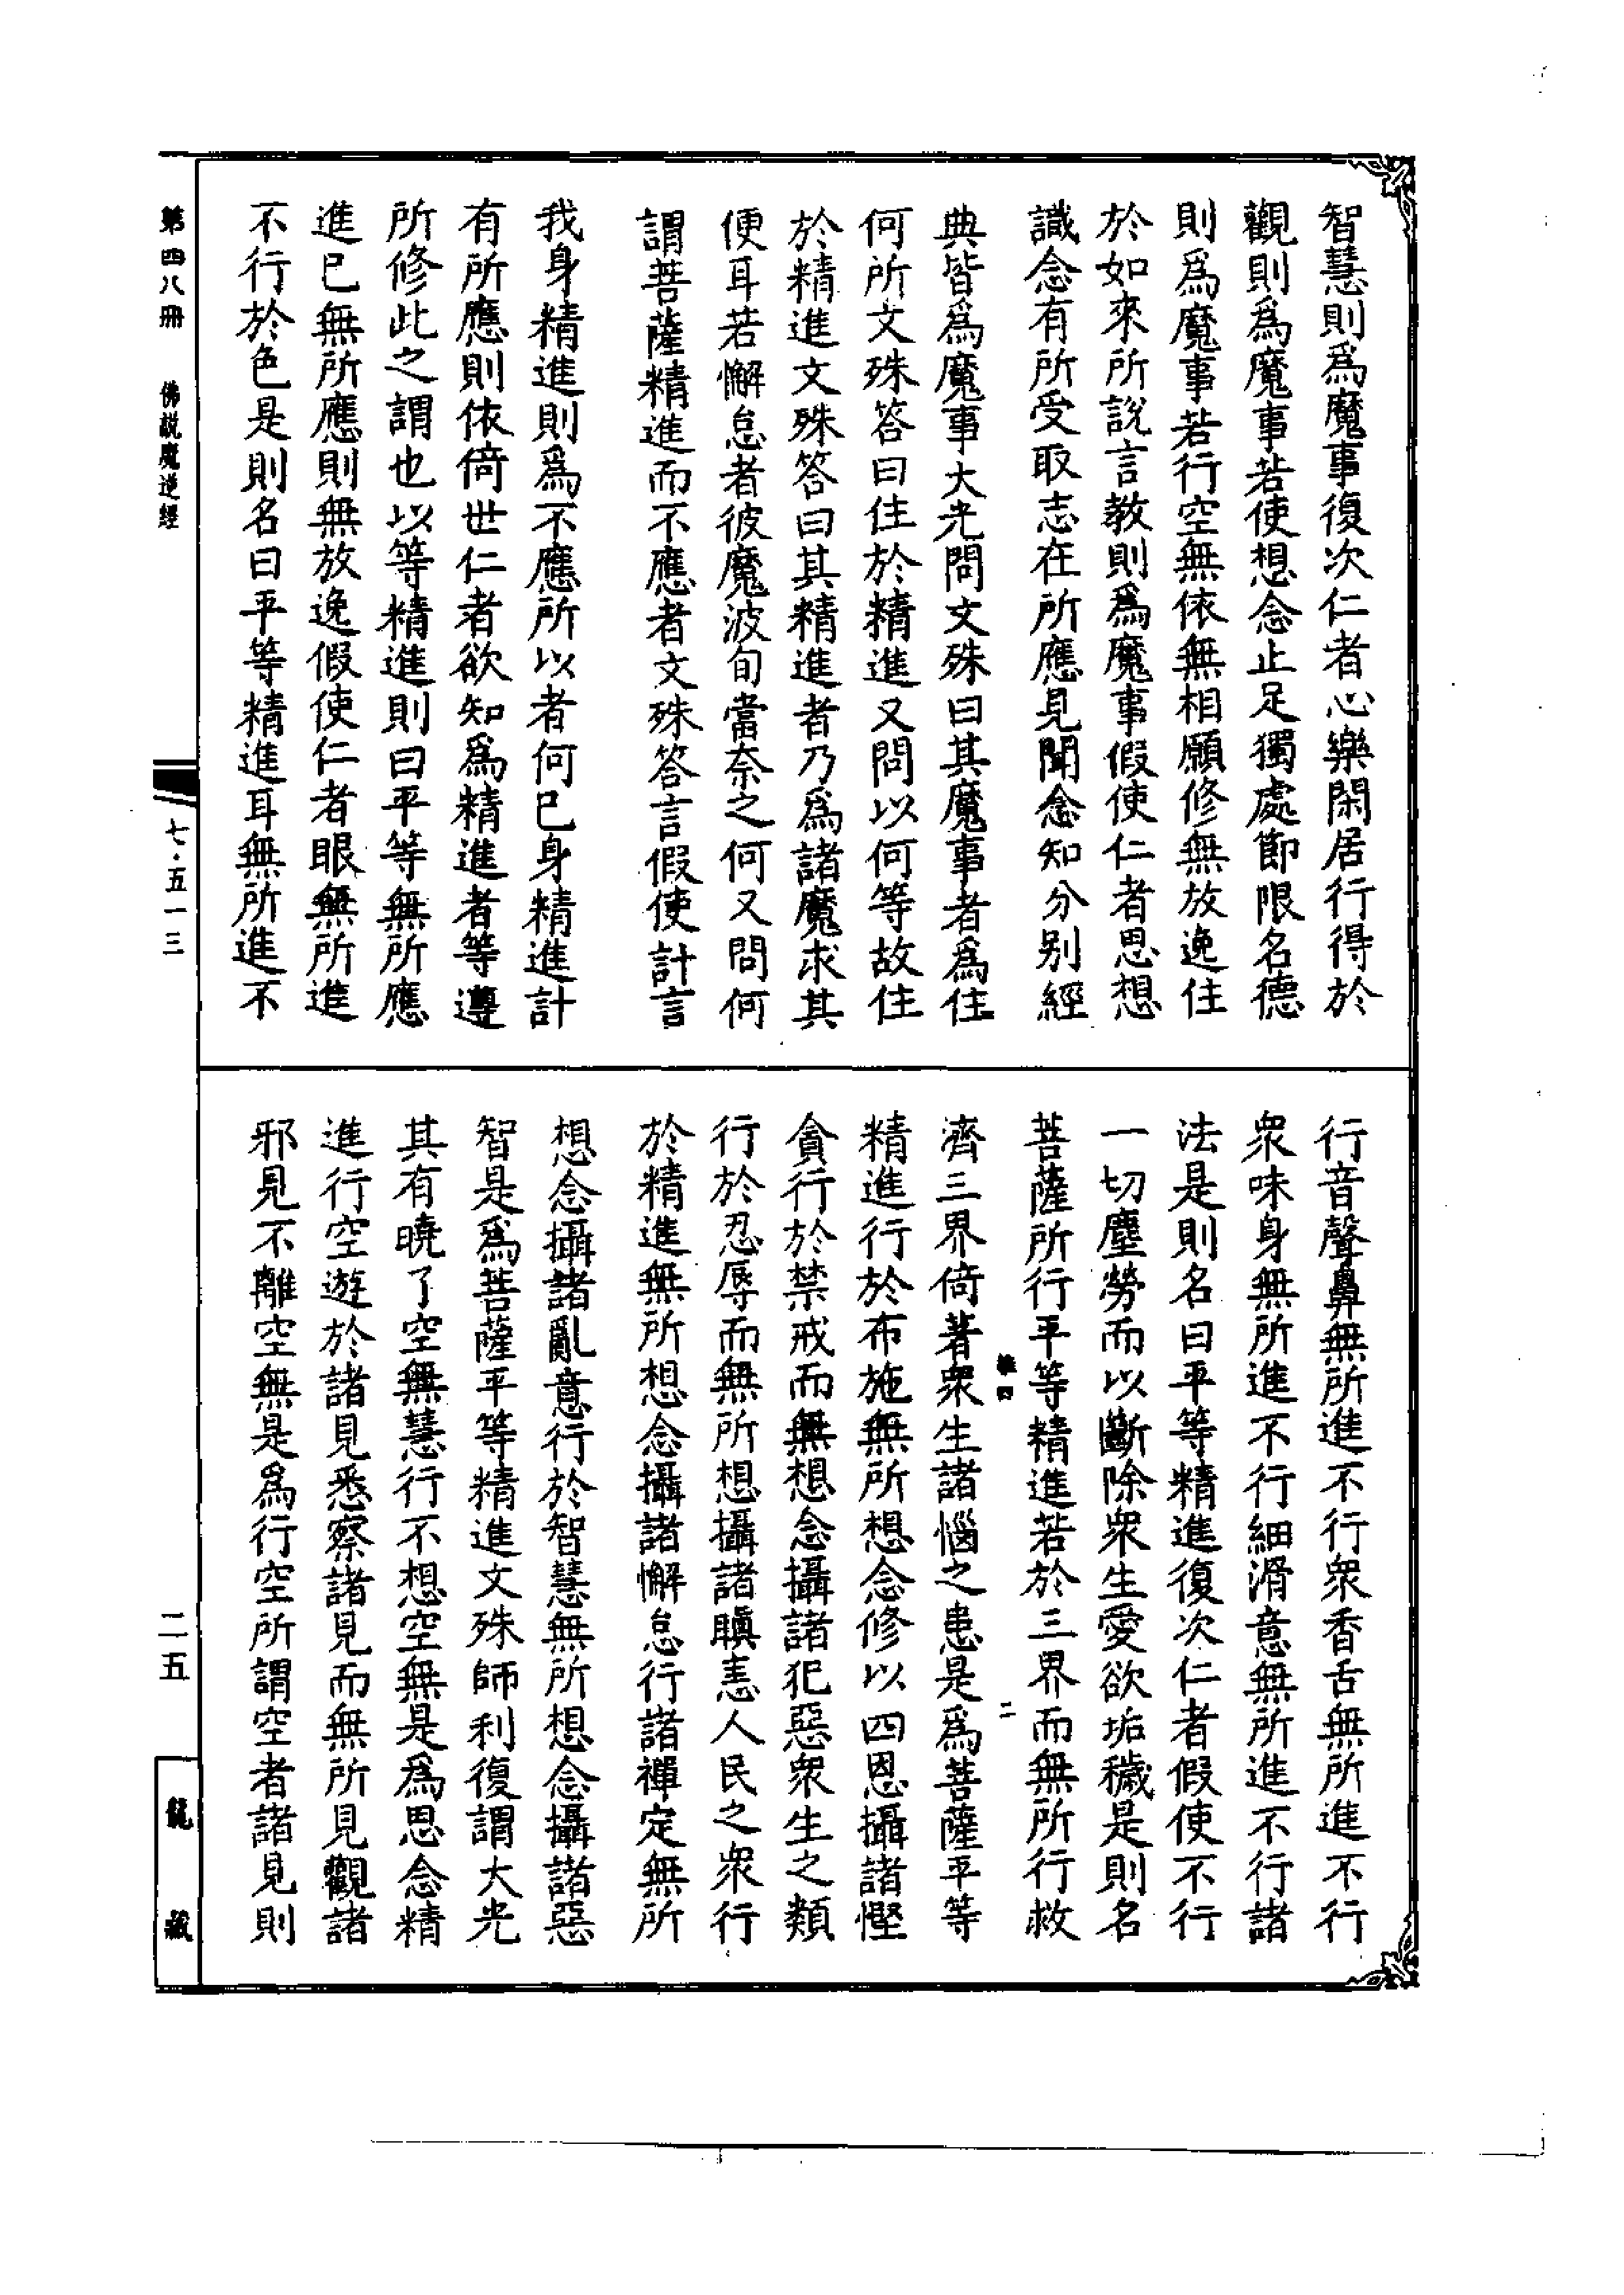 智慧則爲魔事復次仁者心樂閑居行得於
觀則爲魔事若使想念止足獨處節限名德
則爲魔事若行空無依無相願修無放逸住
於如來所說言教則爲魔事假使仁者思想
識念有所受取志在所應見聞念知分別經
典皆爲魔事大光問文殊曰其魔事者爲住
何所文殊答曰住於精進又問以何等故住
於精進文殊答曰其精進者乃爲諸魔求其
便耳若懈怠者彼魔波旬當奈之何又問何
謂菩薩精進而不應者文殊答言假使計言
我身精進則爲不應所以者何已身精進計
有所應則依倚世仁者欲知爲精進者等遵
所修此之謂也以等精進則曰平等無所應
進已無所應則無放逸假使仁者眼無所進
不行於色是則名曰平等精進耳無所進不
行音聲鼻無所進不行衆香舌無所進不行
衆味身無所進不行細滑意無所進不行諸
法是則名曰平等精進復次仁者假使不行
一切塵勞而以斷除衆生愛欲垢穢是則名
菩薩所行平等精進若於三界而無所行救
四
二
濟三界倚著衆生諸惱之患是爲菩薩平等
精進行於布施無所想念修以四恩攝諸慳
貪行於禁戒而無想念攝諸犯惡衆生之類
行於忍辱而無所想攝諸瞋恚人民之衆行
於精進無所想念攝諸懈怠行諸禪定無所
想念攝諸亂意行於智慧無所想念攝諸惡
智是爲菩薩平等精進文殊師利復謂大光
其有曉了空無慧行不想空無是爲思念精
進行空遊於諸見悉察諸見而無所見觀諸
邪見不離空無是爲行空所謂空者諸見則
第四八冊 佛説魔逆經
七·五一三
二五
龍藏